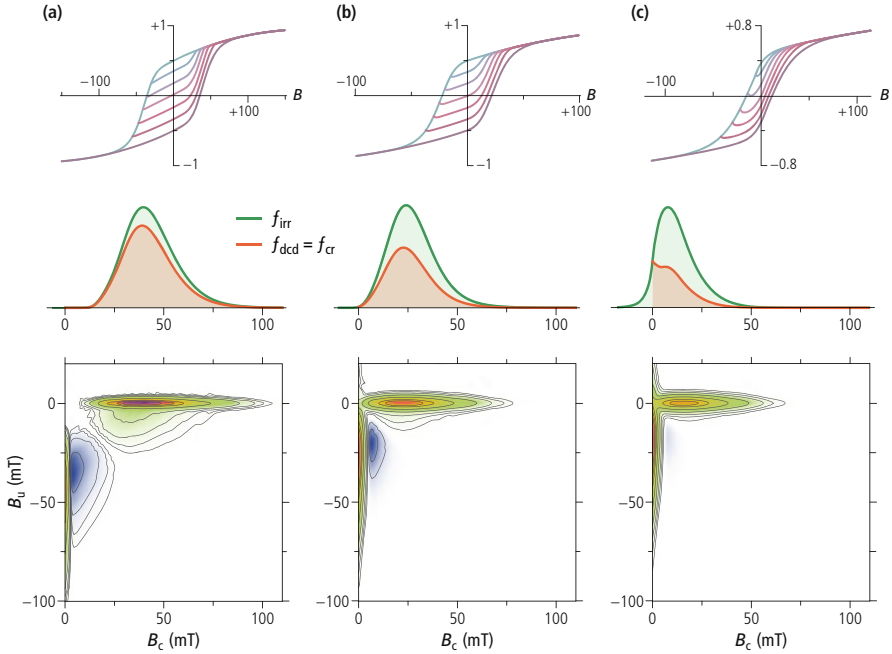 (a) (b) (c)
+1 +1 +0.8
−100 −100 −100
B B B
+100 +100 +100
−1 −1 −0.8
f_irr
f_dcd = f_cr
0 50 100 0 50 100 0 50 100
0 0 0
B_u (mT)
−50 −50 −50
−100 −100 −100
0 50 100 0 50 100 0 50 100
B_c (mT) B_c (mT) B_c (mT)